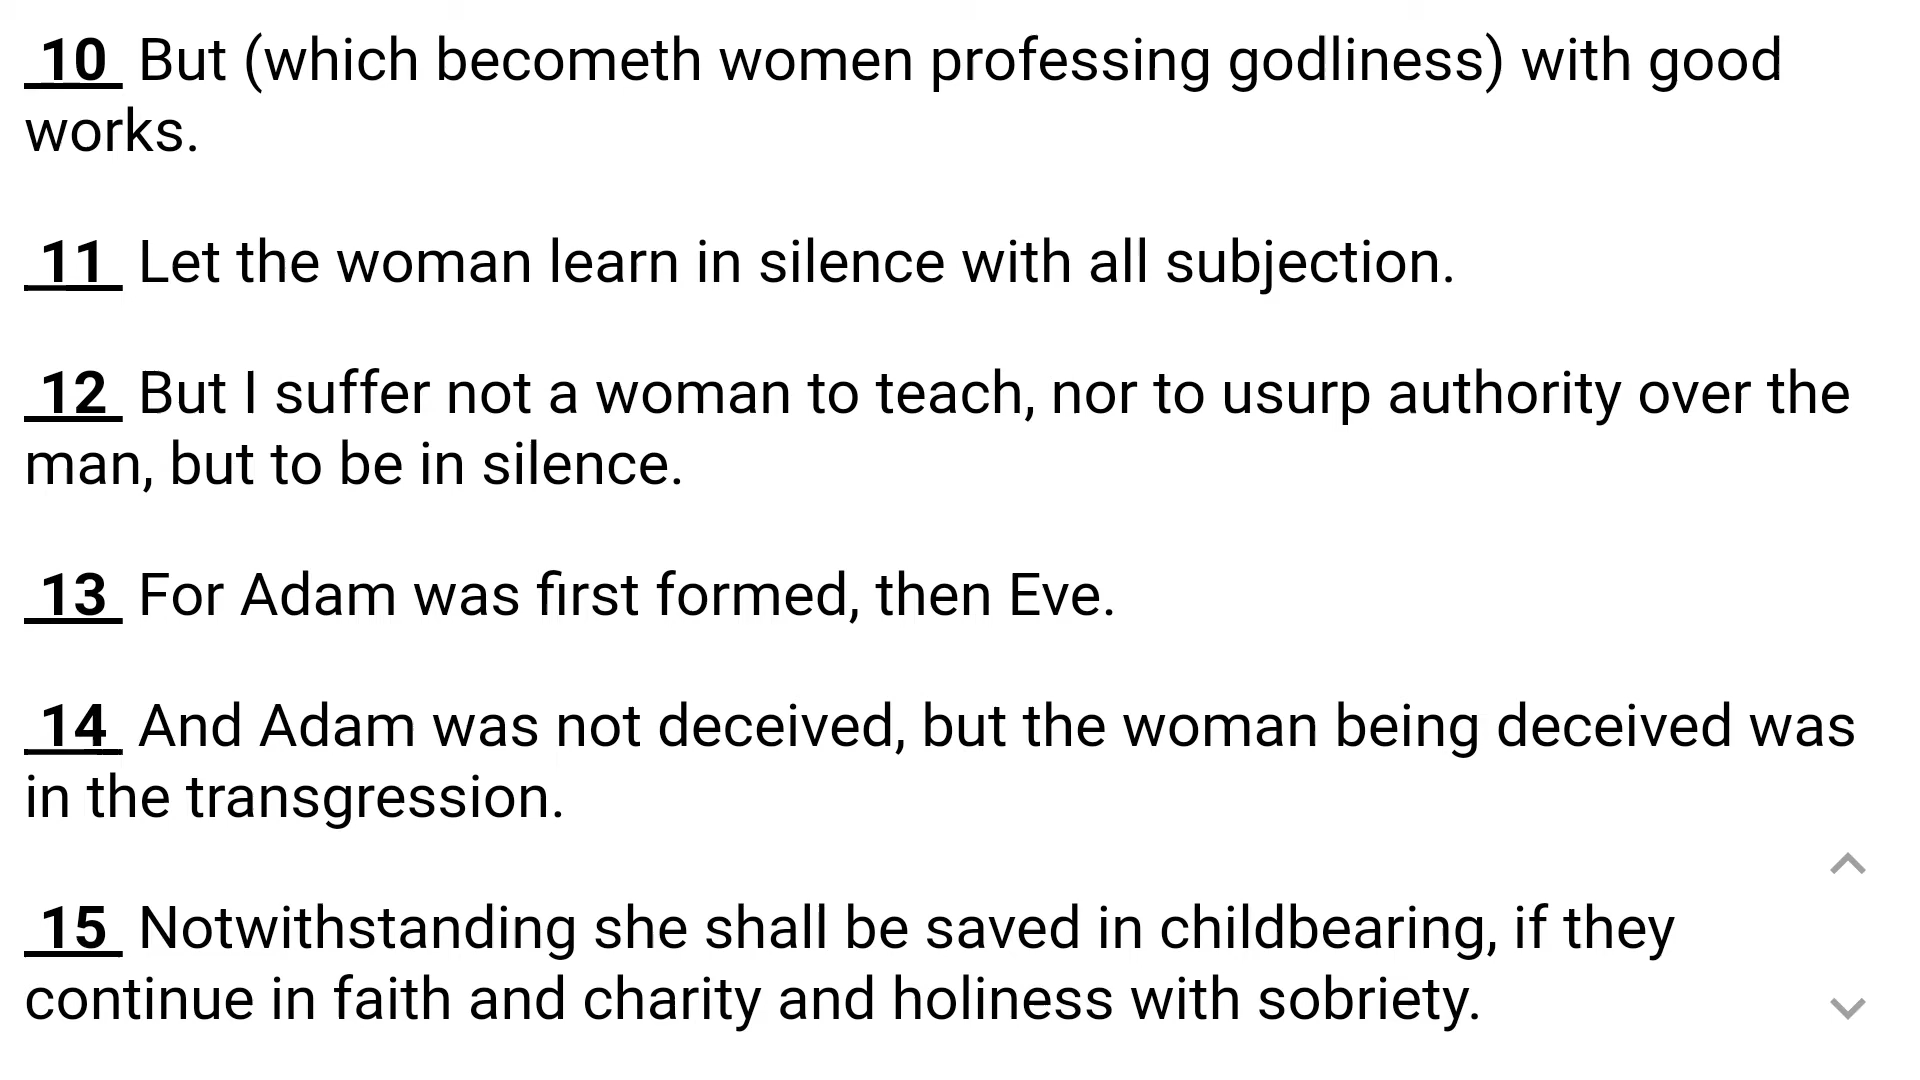 10 But (which becometh women professing godliness) with good
works.
11 Let the woman learn in silence with all subjection.
12 But I suffer not a woman to teach, nor to usurp authority over the
man, but to be in silence.
13 For Adam was first formed, then Eve.
14 And Adam was not deceived, but the woman being deceived was
in the transgression.
15 Notwithstanding she shall be saved in childbearing, if they
continue in faith and charity and holiness with sobriety.